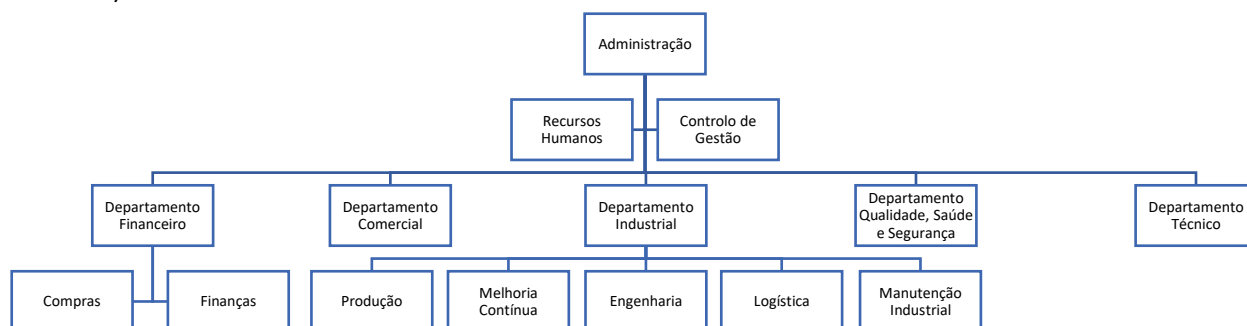 Administração
Recursos
Humanos
Controlo de
Gestão
Departamento
Financeiro
Departamento
Comercial
Departamento
Industrial
Departamento
Qualidade, Saúde
e Segurança
Departamento
Técnico
Compras
Finanças
Produção
Melhoria
Contínua
Engenharia
Logística
Manutenção
Industrial